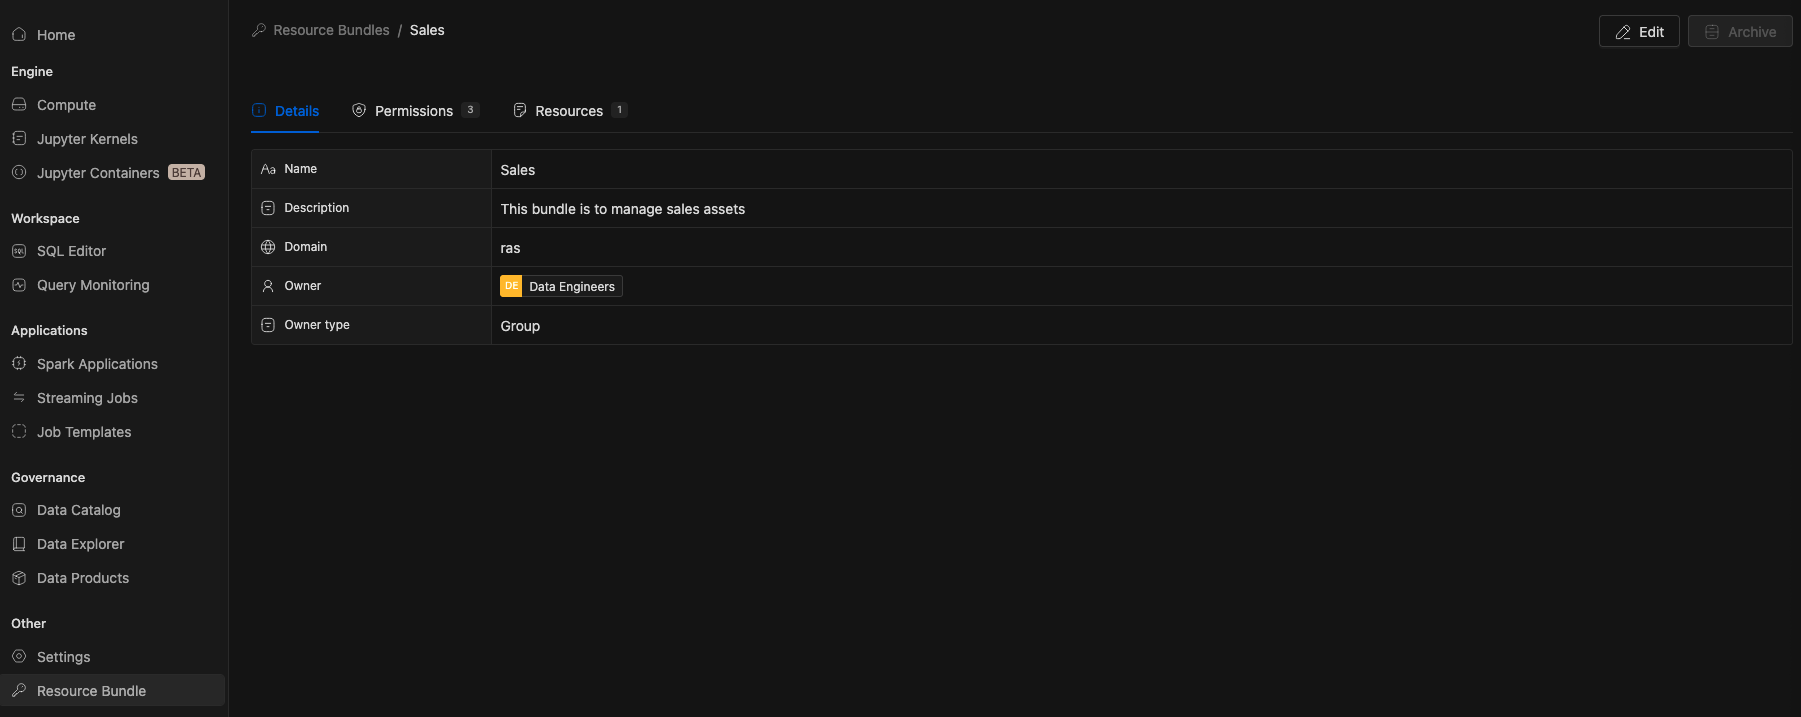 Home
Engine
Compute
Jupyter Kernels
Jupyter Containers BETA
Workspace
SQL Editor
Query Monitoring
Applications
Spark Applications
Streaming Jobs
Job Templates
Governance
Data Catalog
Data Explorer
Data Products
Other
Settings
Resource Bundle
Resource Bundles / Sales
Edit
Archive
Details
Permissions 3
Resources 1
Aa Name
Sales
Description
This bundle is to manage sales assets
Domain
ras
Owner
DE Data Engineers
Owner type
Group